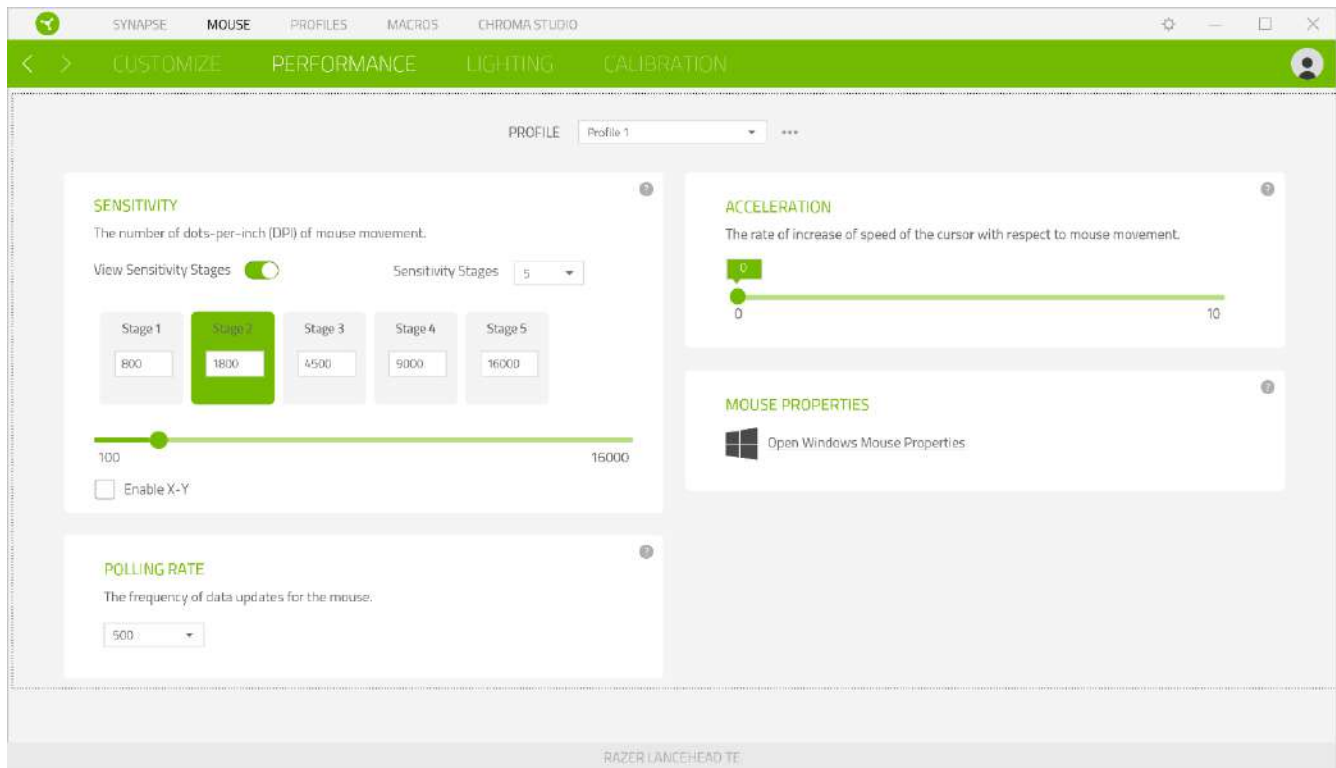 SYNAPSE MOUSE PROFILES MACROS CHROMA STUDIO
CUSTOMIZE PERFORMANCE LIGHTING CALIBRATION
PROFILE Profile 1
SENSITIVITY
The number of dots-per-inch (DPI) of mouse movement.
View Sensitivity Stages Sensitivity Stages 5
Stage 1 Stage 2 Stage 3 Stage 4 Stage 5
800 1800 4500 9000 16000
100 16000
Enable X-Y
POLLING RATE
The frequency of data updates for the mouse.
500
ACCELERATION
The rate of increase of speed of the cursor with respect to mouse movement.
0
0 10
MOUSE PROPERTIES
Open Windows Mouse Properties
RAZER LANCEHEAD TE